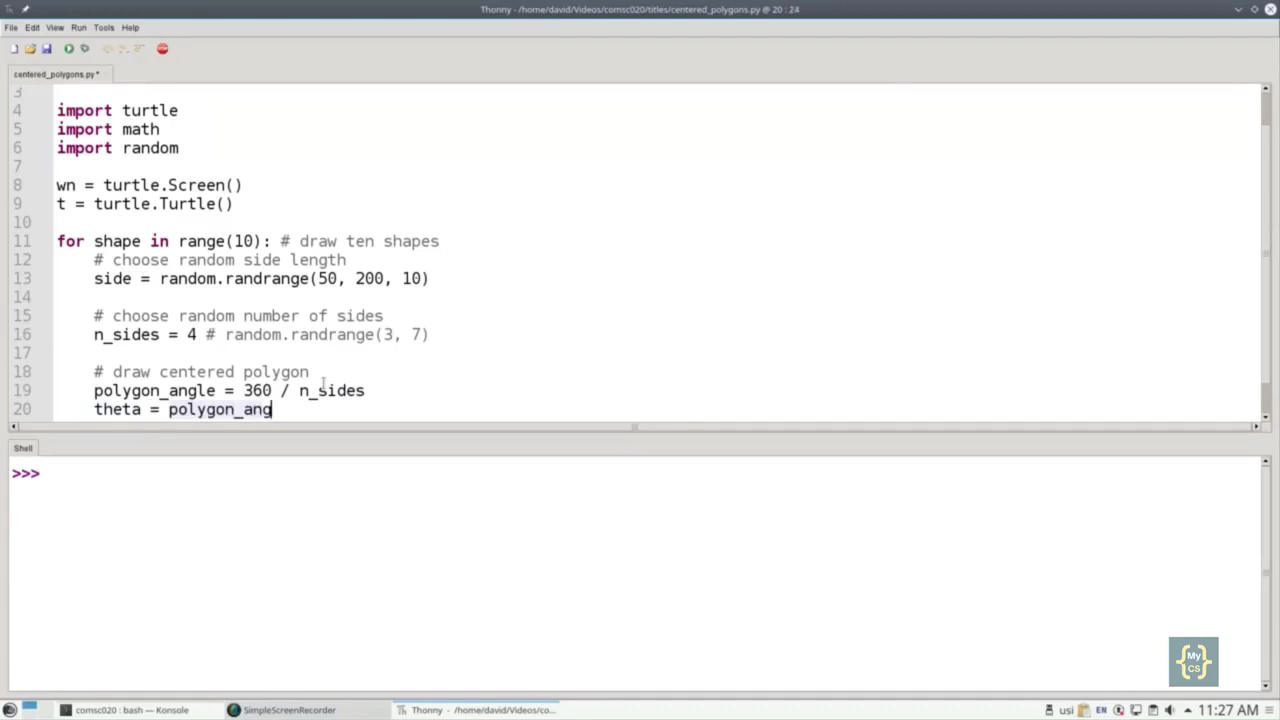 Thonny - /home/david/Videos/comsc020/titles/centered_polygons.py @ 20 : 24
File Edit View Run Tools Help
centered_polygons.py *
3
4 import turtle
5 import math
6 import random
7
8 wn = turtle.Screen()
9 t = turtle.Turtle()
10
11 for shape in range(10): # draw ten shapes
12 # choose random side length
13 side = random.randrange(50, 200, 10)
14
15 # choose random number of sides
16 n_sides = 4 # random.randrange(3, 7)
17
18 # draw centered polygon
19 polygon_angle = 360 / n_sides
20 theta = polygon_ang
Shell
>>>
{My CS}
comsc020 : bash — Konsole SimpleScreenRecorder Thonny - /home/david/Videos/co... usi EN 11:27 AM